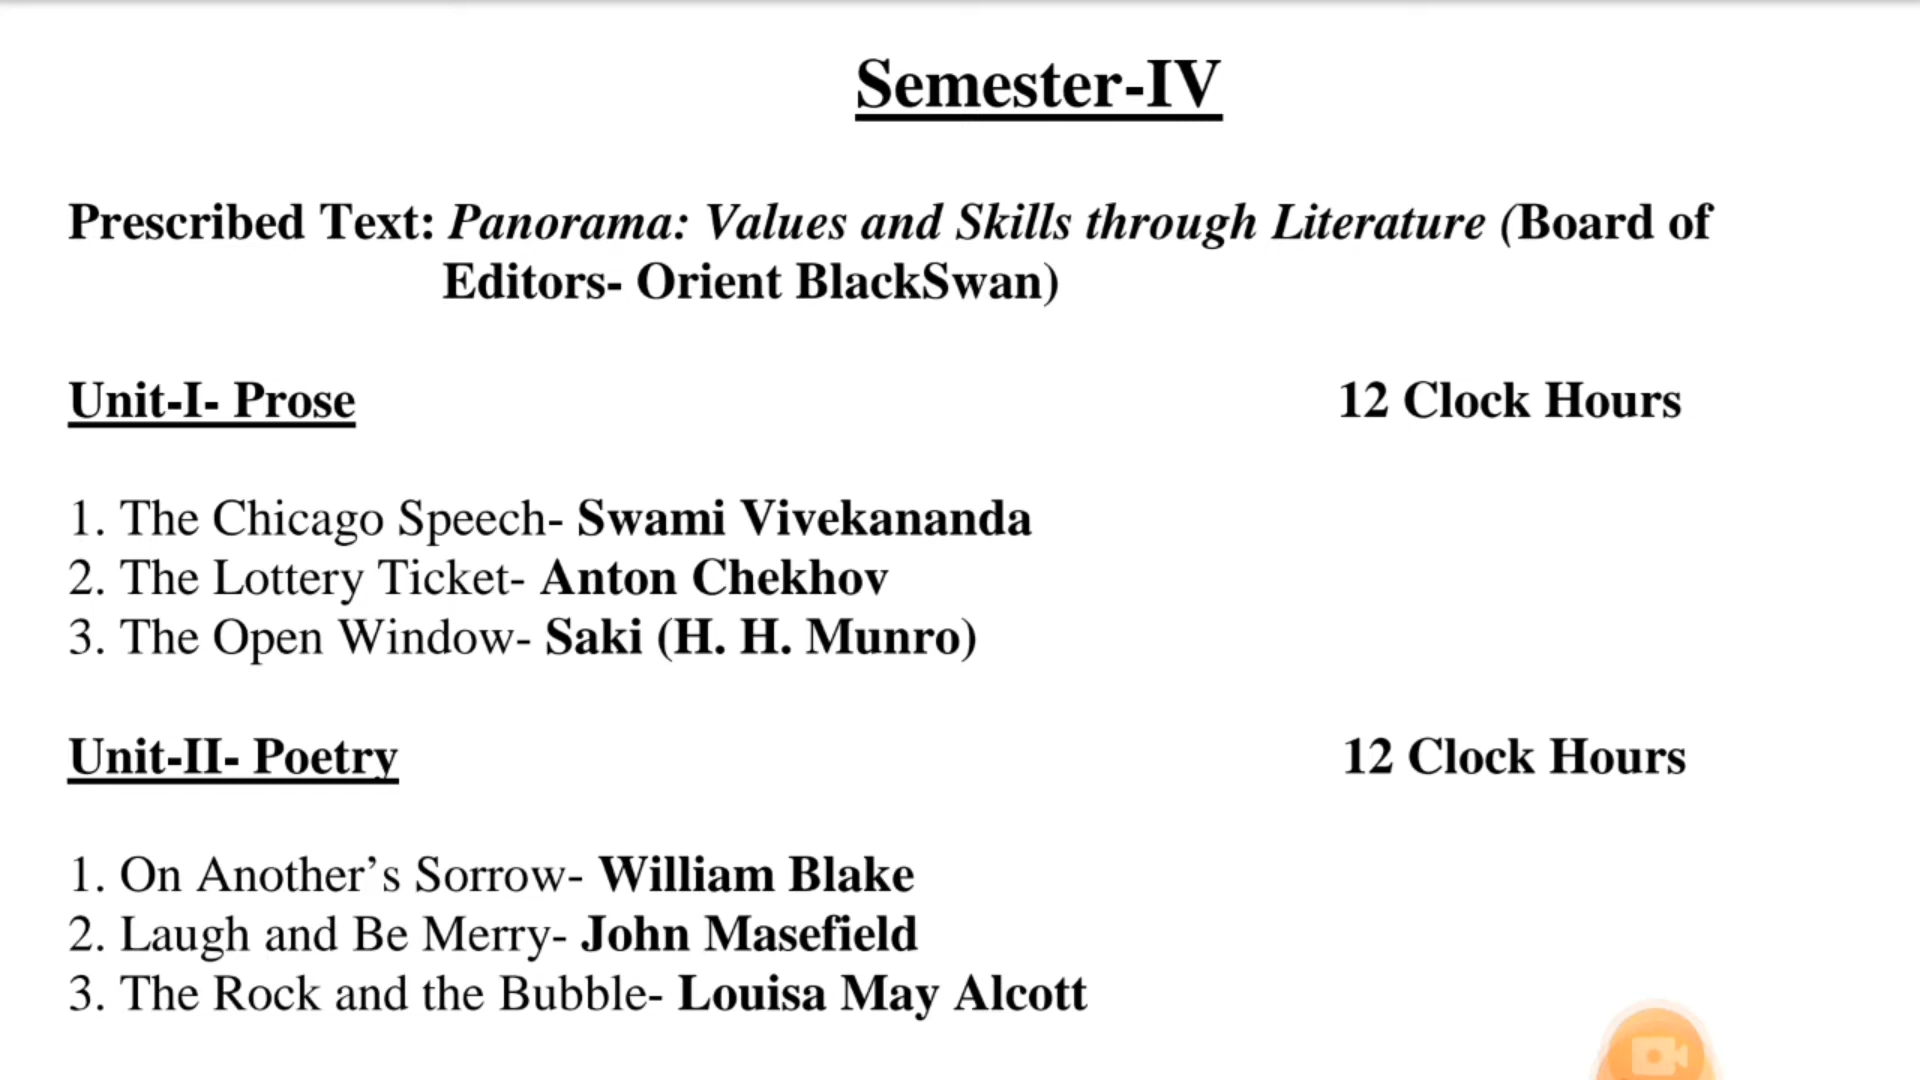 Semester-IV
Prescribed Text: Panorama: Values and Skills through Literature (Board of
Editors- Orient BlackSwan)
Unit-I- Prose 12 Clock Hours
1. The Chicago Speech- Swami Vivekananda
2. The Lottery Ticket- Anton Chekhov
3. The Open Window- Saki (H. H. Munro)
Unit-II- Poetry 12 Clock Hours
1. On Another’s Sorrow- William Blake
2. Laugh and Be Merry- John Masefield
3. The Rock and the Bubble- Louisa May Alcott